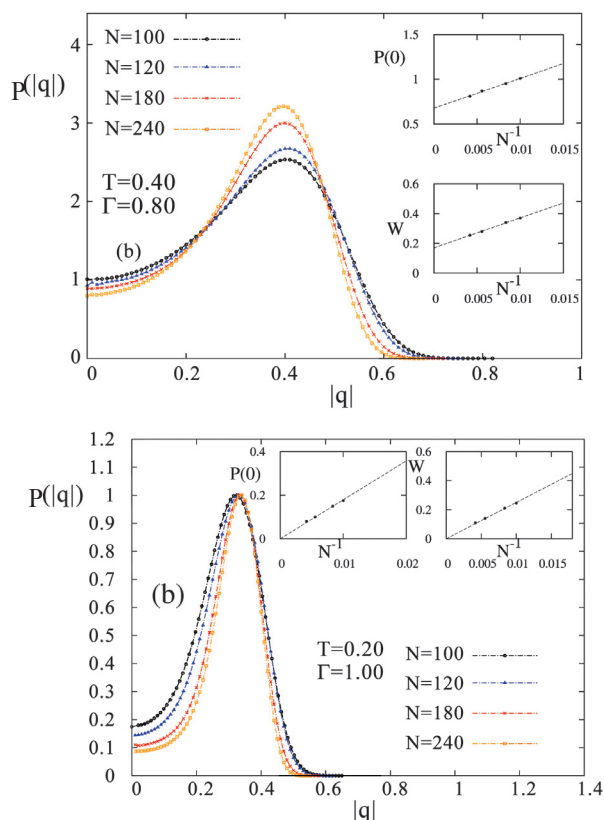 N=100
N=120
N=180
N=240
T=0.40
Γ=0.80
(b)
P(|q|)
4
3
2
1
0
0
0.2
0.4
0.6
0.8
1
|q|
P(0)
1.5
1
0.5
0
0.005
0.01
0.015
N⁻¹
W
0.6
0.4
0.2
0
0
0.005
0.01
0.015
N⁻¹
P(|q|)
1.2
1.1
1
0.9
0.8
0.7
0.6
0.5
0.4
0.3
0.2
0.1
0
0
0.2
0.4
0.6
0.8
1
1.2
1.4
|q|
(b)
P(0)
0.4
0.2
0
0
0.01
0.02
N⁻¹
W
0.6
0.4
0.2
0
0
0.005
0.01
0.015
N⁻¹
T=0.20
Γ=1.00
N=100
N=120
N=180
N=240